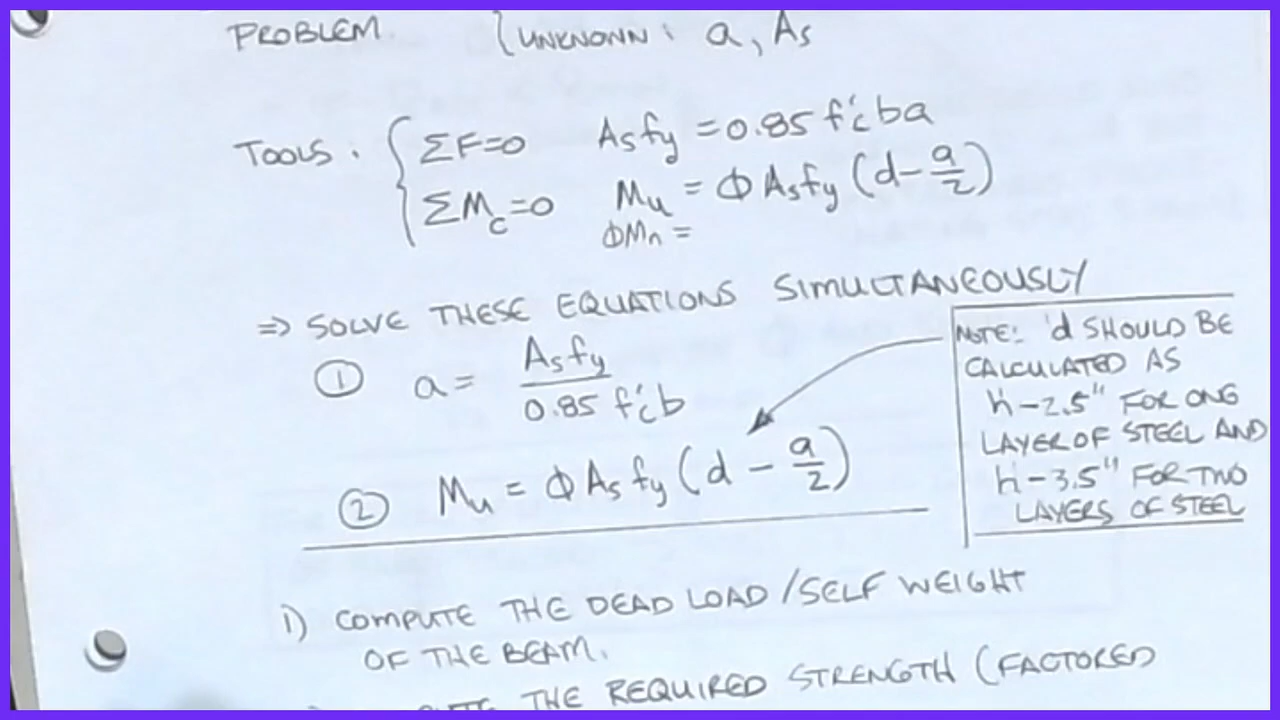 PROBLEM. { UNKNOWN : a, As
TOOLS : { ΣF=0 Asfy = 0.85 f'c ba
ΣMc=0 Mu = Φ Asfy (d - a/2)
ΦMn =
⇒ SOLVE THESE EQUATIONS SIMULTANEOUSLY
① a = Asfy / 0.85 f'c b
② Mu = Φ As fy (d - a/2)
NOTE: 'd SHOULD BE
CALCULATED AS
h-2.5" FOR ONE
LAYER OF STEEL AND
h-3.5" FOR TWO
LAYERS OF STEEL
1) COMPUTE THE DEAD LOAD /SELF WEIGHT
OF THE BEAM.
THE REQUIRED STRENGTH (FACTORED